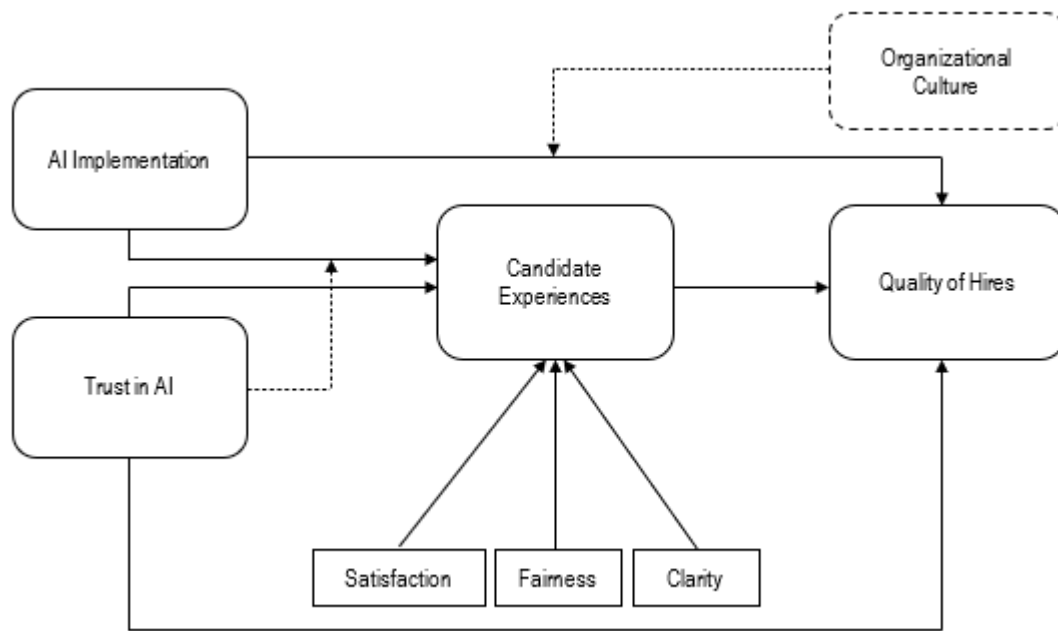 Organizational
Culture
AI Implementation
Candidate
Experiences
Quality of Hires
Trust in AI
Satisfaction
Fairness
Clarity